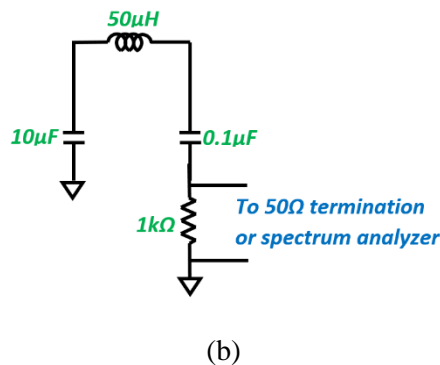 50μH
10μF
0.1μF
1kΩ
To 50Ω termination
or spectrum analyzer
(b)